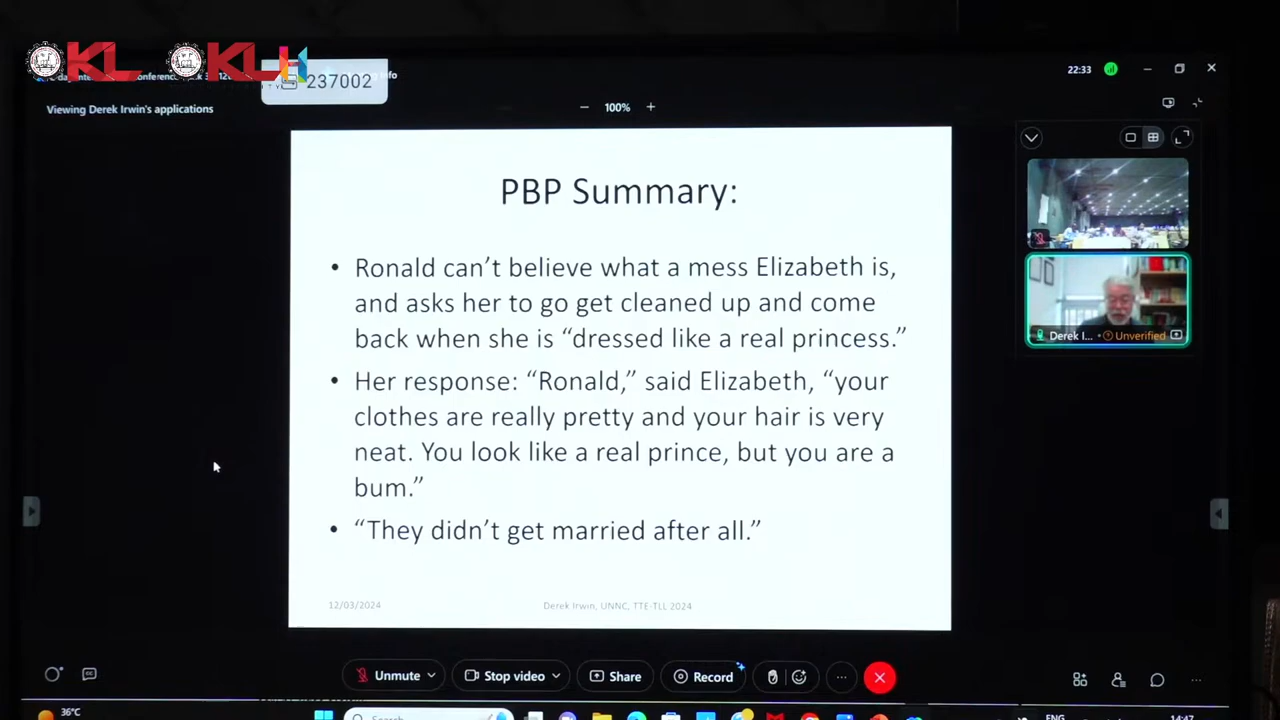 KL
KL
237002
22:33
Viewing Derek Irwin's applications
100%
PBP Summary:
• Ronald can't believe what a mess Elizabeth is,
and asks her to go get cleaned up and come
back when she is “dressed like a real princess.”
• Her response: “Ronald,” said Elizabeth, “your
clothes are really pretty and your hair is very
neat. You look like a real prince, but you are a
bum.”
• “They didn't get married after all.”
12/03/2024
Derek Irwin, UNNC, TTE-TLL 2024
Derek I... • Unverified
Unmute
Stop video
Share
Record
36°C
Search
ENG
14:47